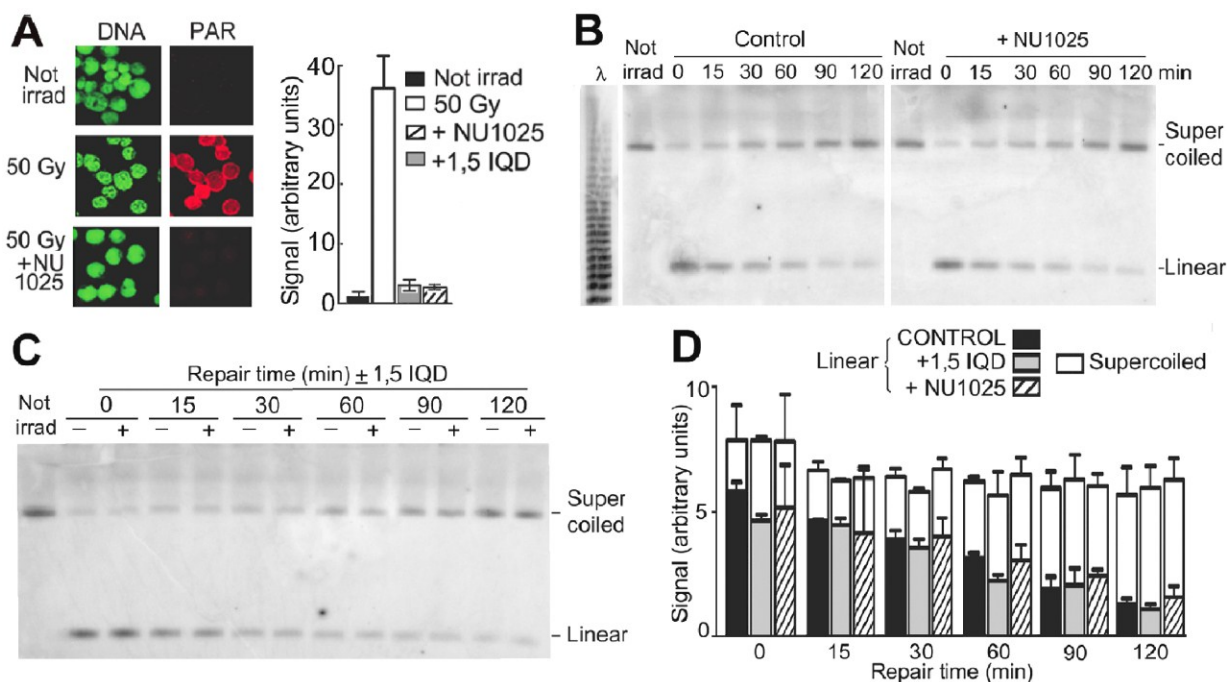 A
DNA PAR
Not
irrad
50 Gy
50 Gy
+NU
1025
Signal (arbitrary units)
40
30
20
10
0
Not irrad
50 Gy
+ NU1025
+1,5 IQD
B
Not
irrad
Control
Not
irrad
+ NU1025
λ 0 15 30 60 90 120 0 15 30 60 90 120 min
Super
coiled
Linear
C
Repair time (min) ± 1,5 IQD
Not
irrad
0 15 30 60 90 120
− + − + − + − + − + − +
Super
coiled
Linear
D
Linear
CONTROL
+1,5 IQD
+ NU1025
Supercoiled
Signal (arbitrary units)
10
5
0
0 15 30 60 90 120
Repair time (min)